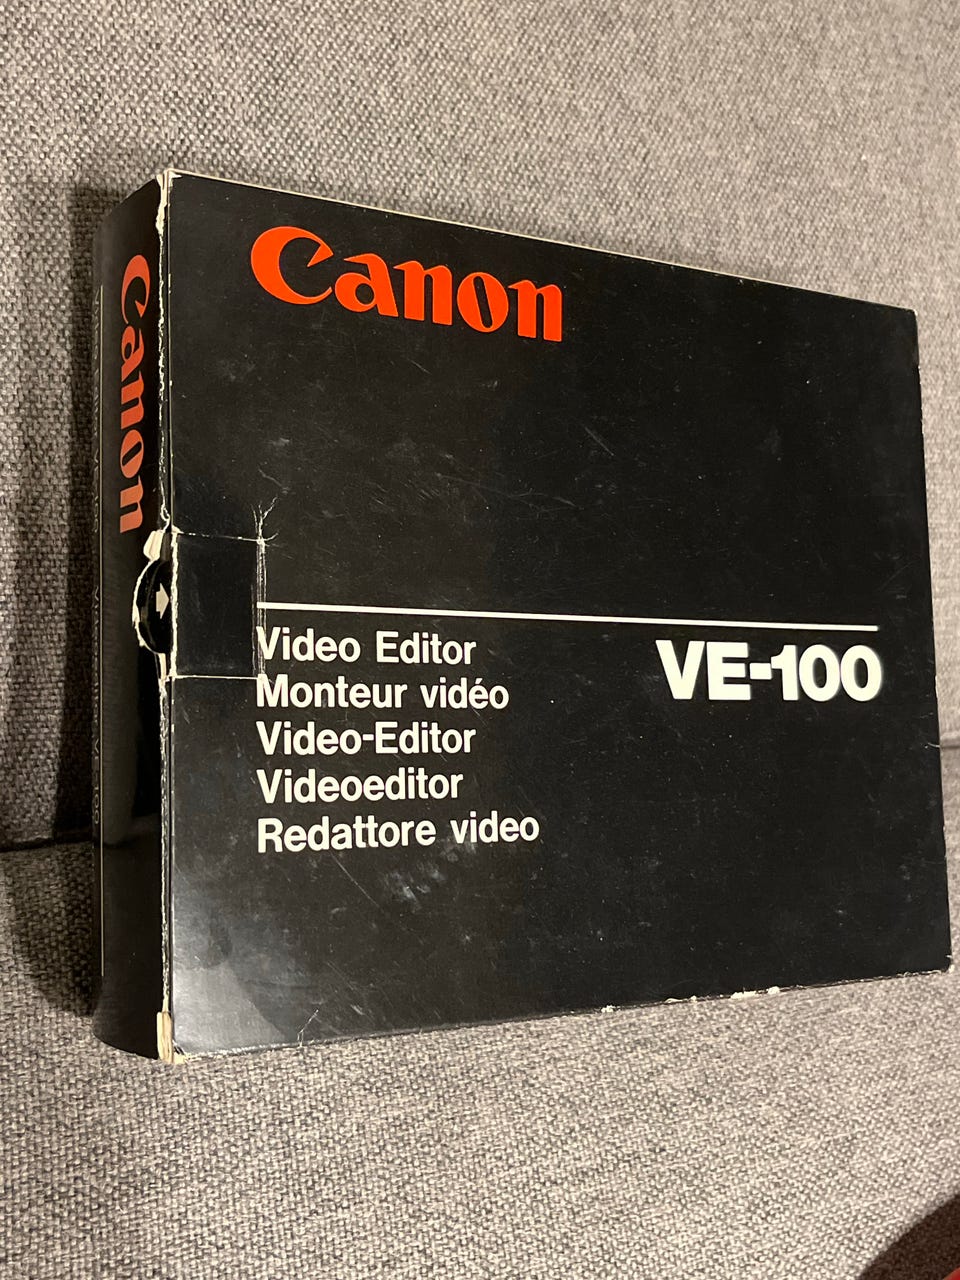 Canon
Canon
Video Editor
Monteur vidéo
Video-Editor
Videoeditor
Redattore video
VE-100